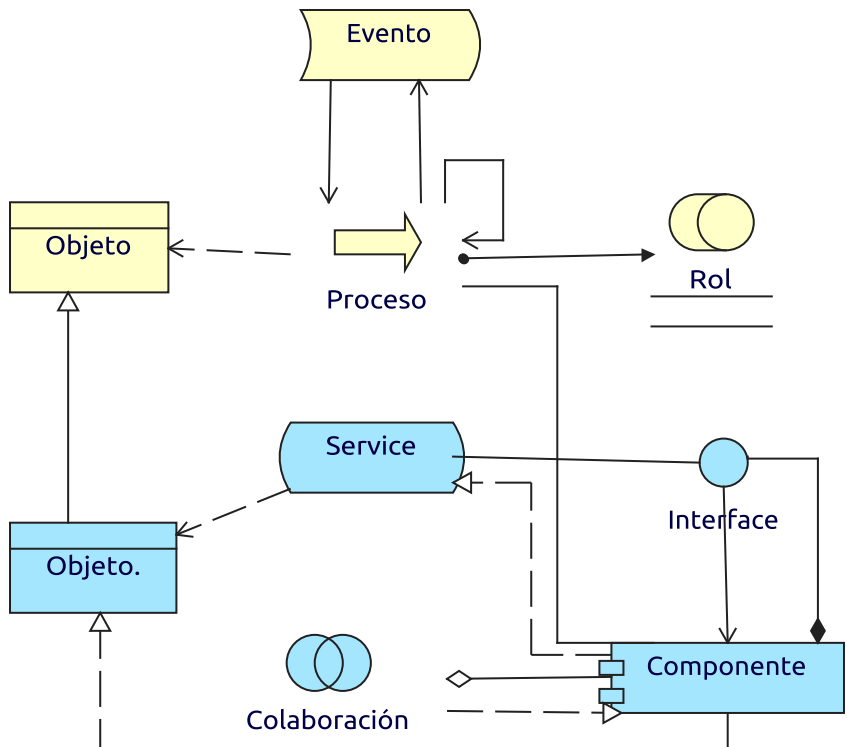 Evento
Objeto
Proceso
Rol
Service
Interface
Objeto.
Componente
Colaboración